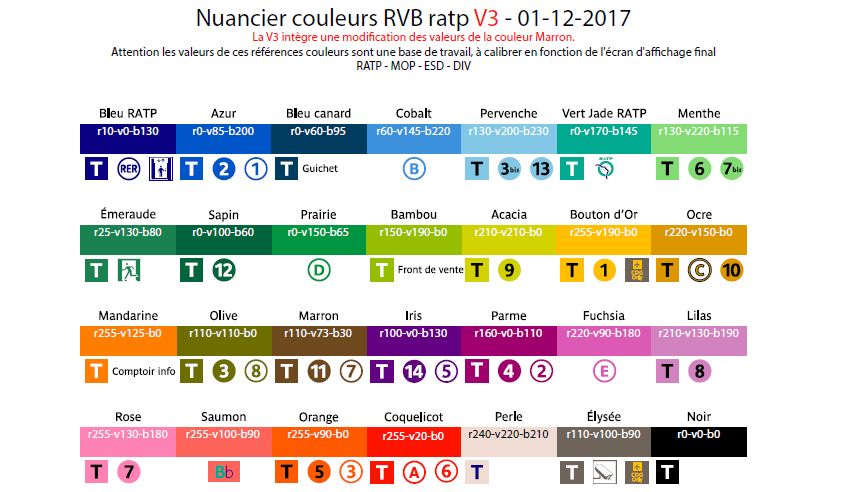 Nuancier couleurs RVB ratp V3 - 01-12-2017
La V3 intègre une modification des valeurs de la couleur Marron.
Attention les valeurs de ces références couleurs sont une base de travail, à calibrer en fonction de l'écran d'affichage final
RATP - MOP - ESD - DIV
Bleu RATP Azur Bleu canard Cobalt Pervenche Vert Jade RATP Menthe
r10-v0-b130 r0-v85-b200 r0-v60-b95 r60-v145-b220 r130-v200-b230 r0-v170-b145 r130-v220-b115
T RER T 2 1 T Guichet B T 3bis 13 T RATP T 6 7bis
Émeraude Sapin Prairie Bambou Acacia Bouton d'Or Ocre
r25-v130-b80 r0-v100-b60 r0-v150-b65 r150-v190-b0 r210-v210-b0 r255-v190-b0 r220-v150-b0
T T 12 D T Front de vente T 9 T 1 CDG T C 10
Mandarine Olive Marron Iris Parme Fuchsia Lilas
r255-v125-b0 r110-v110-b0 r110-v73-b30 r100-v0-b130 r160-v0-b110 r220-v90-b180 r210-v130-b190
T Comptoir info T 3 8 T 11 7 T 14 5 T 4 2 E T 8
Rose Saumon Orange Coquelicot Perle Élysée Noir
r255-v130-b180 r255-v100-b90 r255-v90-b0 r255-v20-b0 r240-v220-b210 r110-v100-b90 r0-v0-b0
T 7 Bb T 5 3 T A 6 T T CDG T